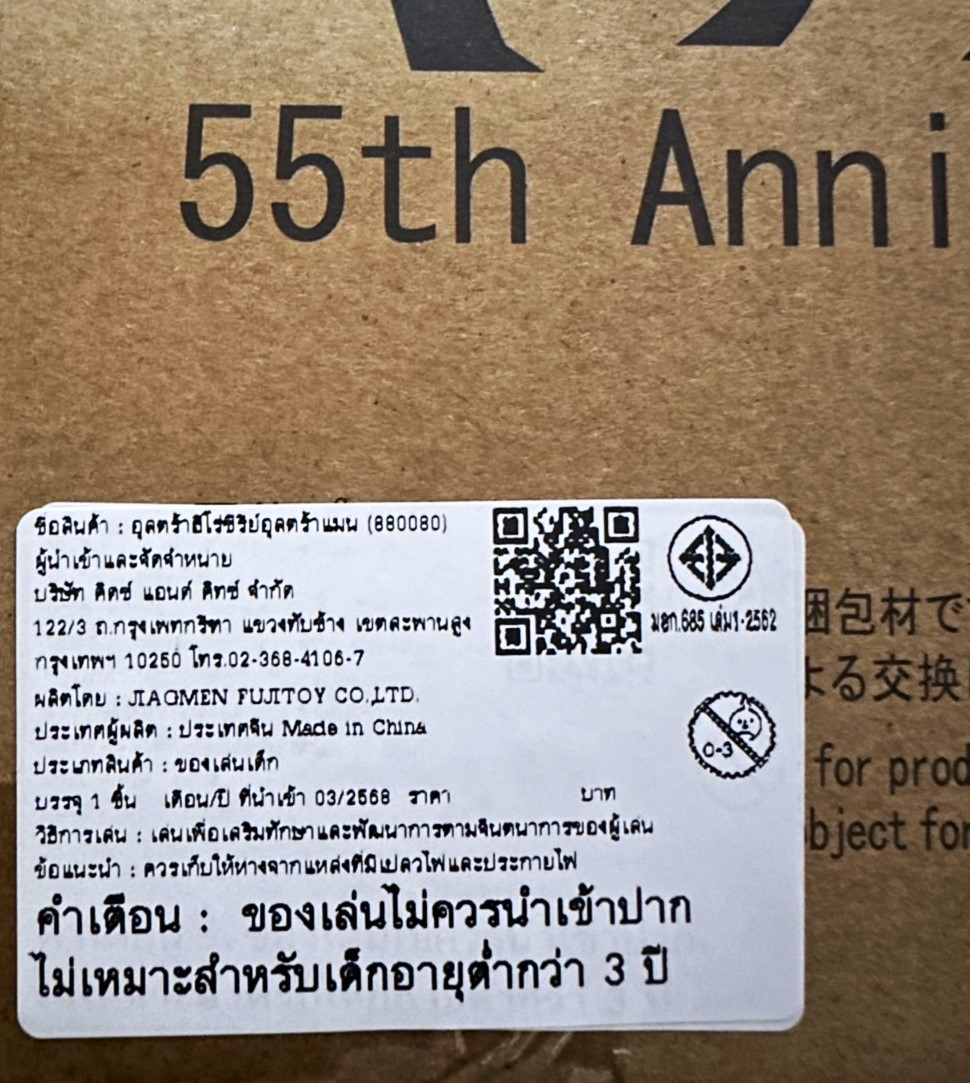 55th Anni
ชื่อสินค้า : อุลตร้าฮีโร่ซีรีย์อุลตร้าแมน (880080)
ผู้นำเข้าและจัดจำหน่าย
บริษัท คิดซ์ แอนด์ คิทซ์ จำกัด
122/3 ถ.กรุงเทพกรีทา แขวงทับช้าง เขตสะพานสูง
กรุงเทพฯ 10250 โทร.02-368-4106-7
ผลิตโดย : JIAGMEN FUJITOY CO.,LTD.
ประเทศผู้ผลิต : ประเทศจีน Made in China
ประเภทสินค้า : ของเล่นเด็ก
บรรจุ 1 ชิ้น เดือน/ปี ที่นำเข้า 03/2568 ราคา บาท
วิธีการเล่น : เล่นเพื่อเสริมทักษะและพัฒนาการตามจินตนาการของผู้เล่น
ข้อแนะนำ : ควรเก็บให้ห่างจากแหล่งที่มีเปลวไฟและประกายไฟ
คำเตือน : ของเล่นไม่ควรนำเข้าปาก
ไม่เหมาะสำหรับเด็กอายุต่ำกว่า 3 ปี
มอก.685 เล่ม1-2562
0-3
梱包材で
よる交換
for prod
bject for